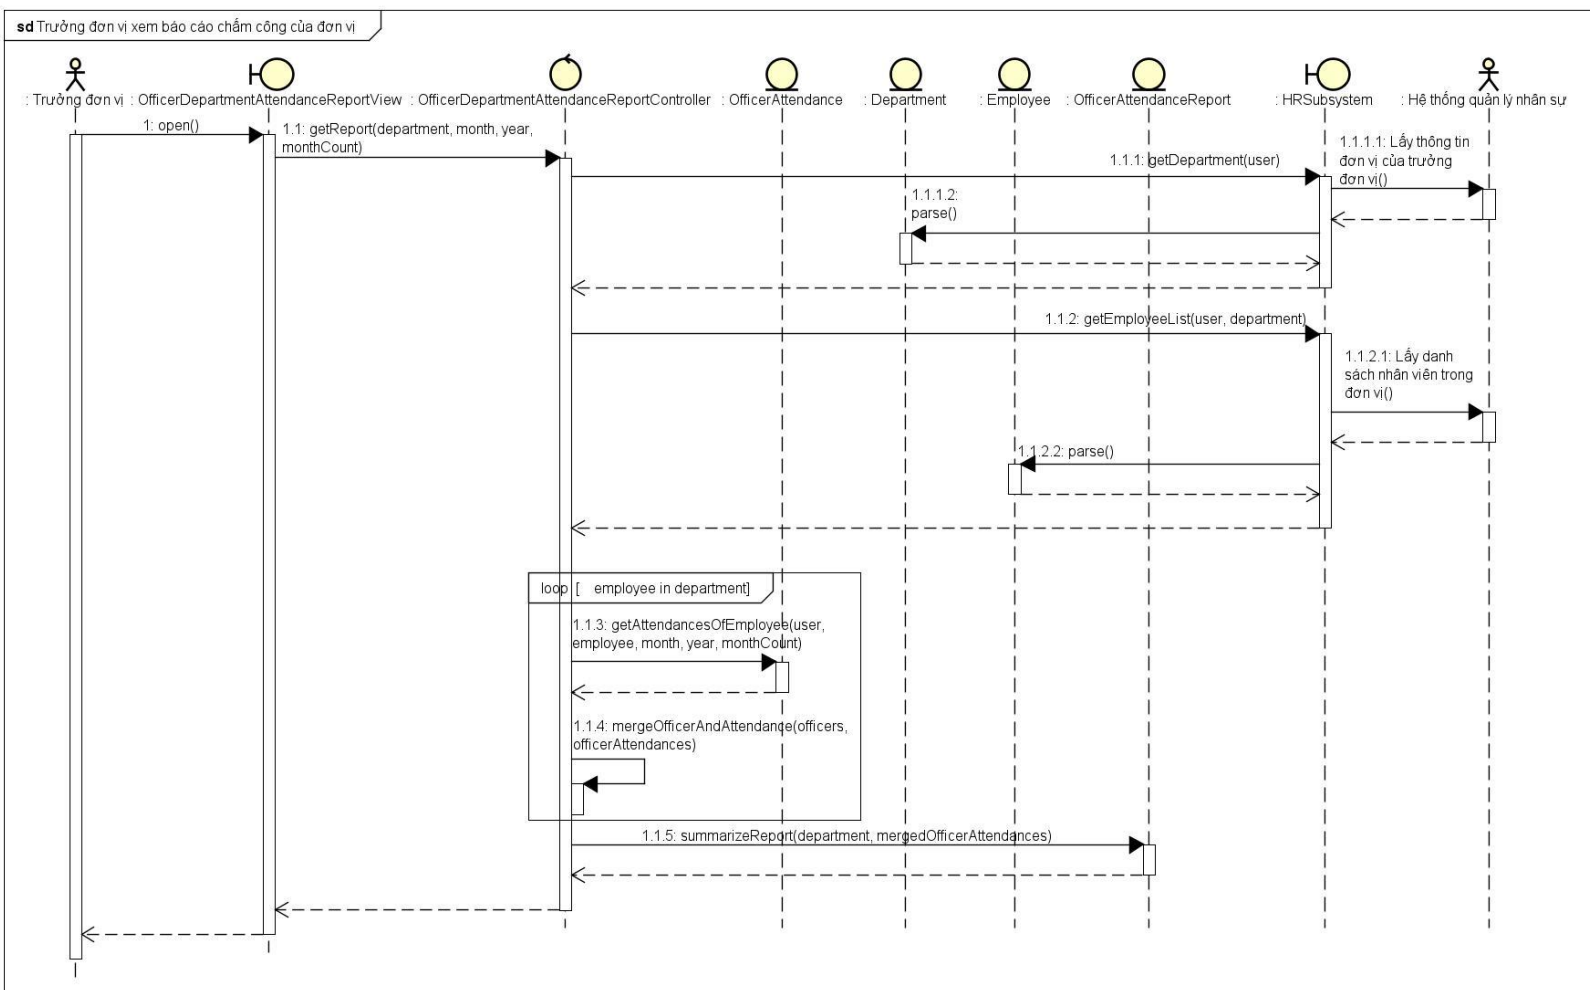 sd Trưởng đơn vị xem báo cáo chấm công của đơn vị
: Trưởng đơn vị
: OfficerDepartmentAttendanceReportView
: OfficerDepartmentAttendanceReportController
: OfficerAttendance
: Department
: Employee
: OfficerAttendanceReport
: HRSubsystem
: Hệ thống quản lý nhân sự
1: open()
1.1: getReport(department, month, year,
monthCount)
1.1.1: getDepartment(user)
1.1.1.1: Lấy thông tin
đơn vị của trưởng
đơn vị()
1.1.1.2:
parse()
1.1.2: getEmployeeList(user, department)
1.1.2.1: Lấy danh
sách nhân viên trong
đơn vị()
1.1.2.2: parse()
loop [ employee in department]
1.1.3: getAttendancesOfEmployee(user,
employee, month, year, monthCount)
1.1.4: mergeOfficerAndAttendance(officers,
officerAttendances)
1.1.5: summarizeReport(department, mergedOfficerAttendances)